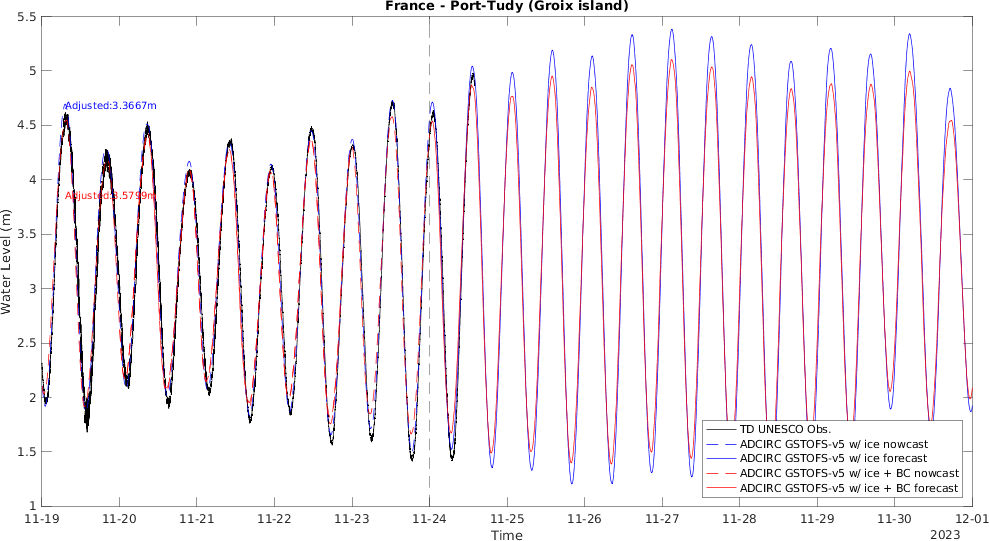 France - Port-Tudy (Groix island)
5.5
5
4.5
4
3.5
3
2.5
2
1.5
1
Water Level (m)
Adjusted:3.3667m
Adjusted:3.5799m
TD UNESCO Obs.
ADCIRC GSTOFS-v5 w/ ice nowcast
ADCIRC GSTOFS-v5 w/ ice forecast
ADCIRC GSTOFS-v5 w/ ice + BC nowcast
ADCIRC GSTOFS-v5 w/ ice + BC forecast
11-19 11-20 11-21 11-22 11-23 11-24 11-25 11-26 11-27 11-28 11-29 11-30 12-01
Time
2023